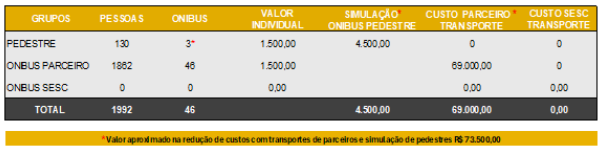 GRUPOS PESSOAS ONIBUS VALOR INDIVIDUAL SIMULAÇÃO* ONIBUS PEDESTRE CUSTO PARCEIRO* TRANSPORTE CUSTO SESC TRANSPORTE
PEDESTRE 130 3* 1.500,00 4.500,00 0 0
ONIBUS PARCEIRO 1862 46 1.500,00 69.000,00 0
ONIBUS SESC 0 0 0,00 0,00 0,00
TOTAL 1992 46 4.500,00 69.000,00 0,00
*Valor aproximado na redução de custos com transportes de parceiros e simulação de pedestres R$ 73.500,00